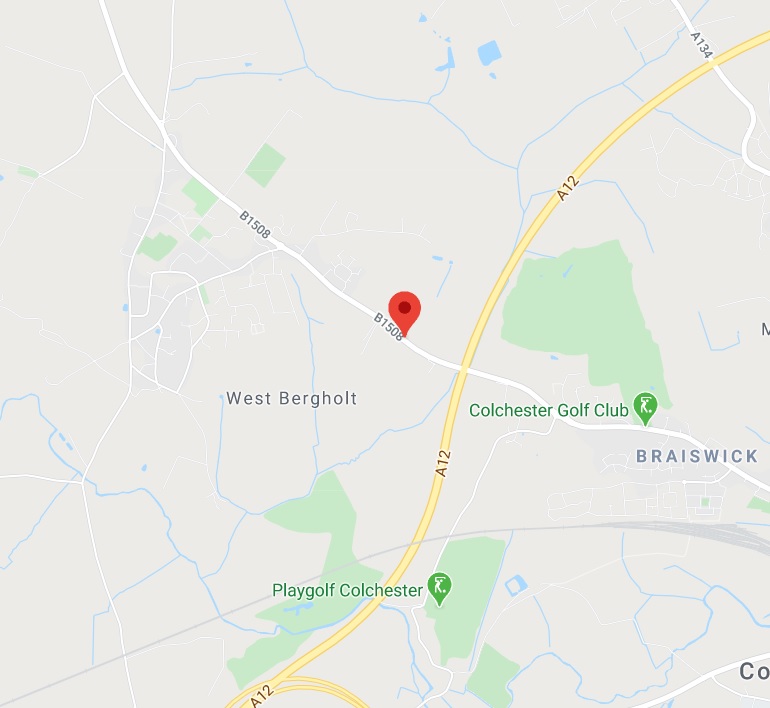 A134
A12
B1508
B1508
West Bergholt
Colchester Golf Club
M
BRAISWICK
A12
Playgolf Colchester
Co
A12